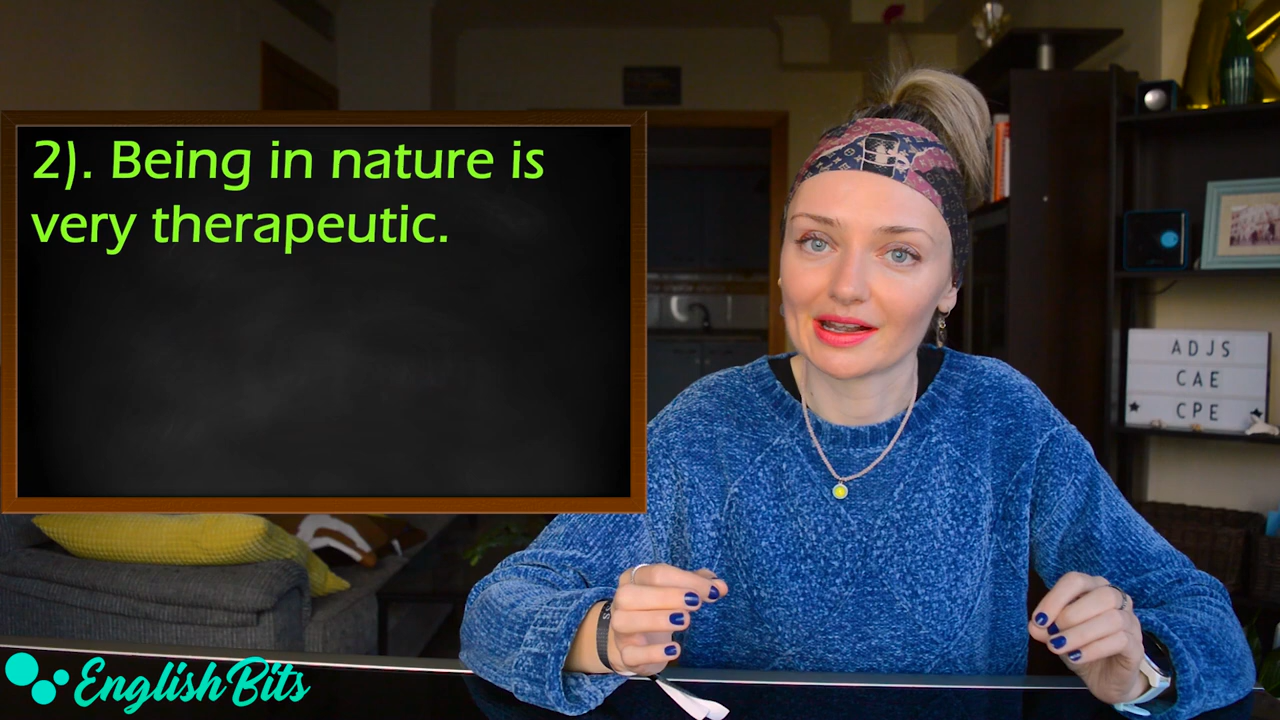 2). Being in nature is
very therapeutic.
ADJS
CAE
CPE
EnglishBits